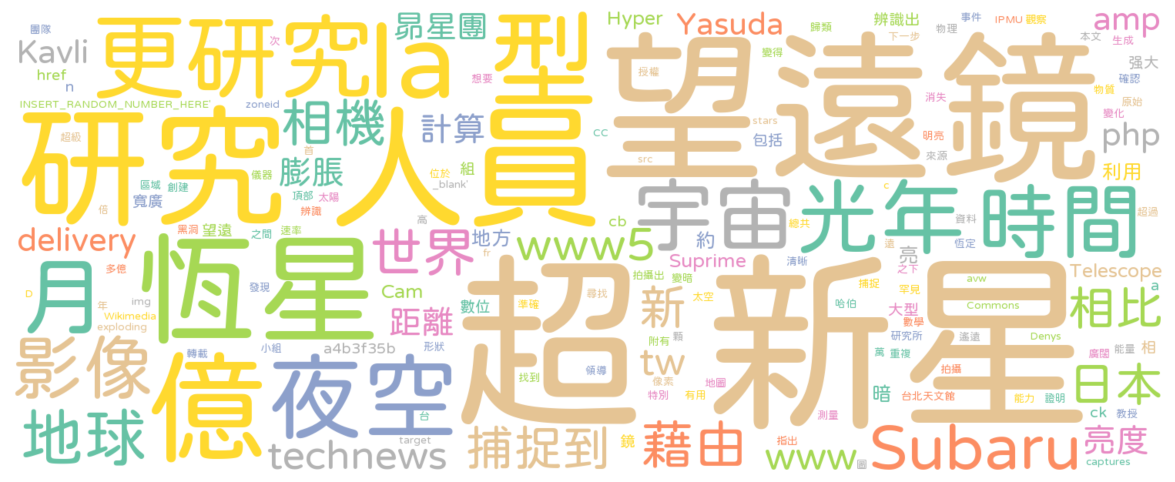 團隊
Kavli
href
n
INSERT_RANDOM_NUMBER_HERE'
更研究
次
la
昴星團
想要
型
Hyper
Yasuda
歸類
辨識出
下一步
物理
事件
IPMU
觀察
本文
amp
生成
强大
確認
研究人員
超級
zoneid
相機
計算
望遠鏡
授權
變得
stars
消失
明亮
來源
物質
原始
變化
php
利用
首
cc
包括
src
膨脹
儀器
區域
創建
寬廣
頂部
太陽
辨識
倍
位於
_blank'
組
高
宇宙
光年
時間
c
總共
資料
超過
遠
恆定
delivery
黑洞
望遠
之間
速率
多億
月
恆星
世界
地方
fr
www5
cb
約
Suprime
清晰
亮
之下
罕見
捕捉
avw
Telescope
a
D
年
img
Wikimedia
exploding
發現
Cam
數位
距離
超新星
準確
拍攝出
變暗
尋找
新
太空
哈伯
顆
附有
大型
數學
Commons
遙遠
Denys
研究所
相比
影像
轉載
小組
a4b3f35b
形狀
億
夜空
找到
領導
tw
像素
特別
地圖
有用
萬
重複
拍攝
廣闊
能量
相
日本
暗
台北天文館
能力
證明
地球
台
target
technews
捕捉到
鏡
藉由
測量
指出
www
圖
Subaru
ck
教授
亮度
captures